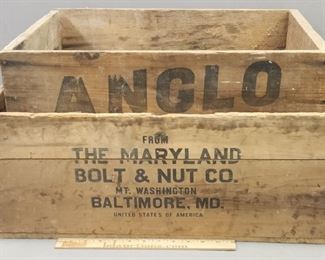 ANGLO
FROM
THE MARYLAND
BOLT & NUT CO.
MT. WASHINGTON
BALTIMORE, MD.
UNITED STATES OF AMERICA